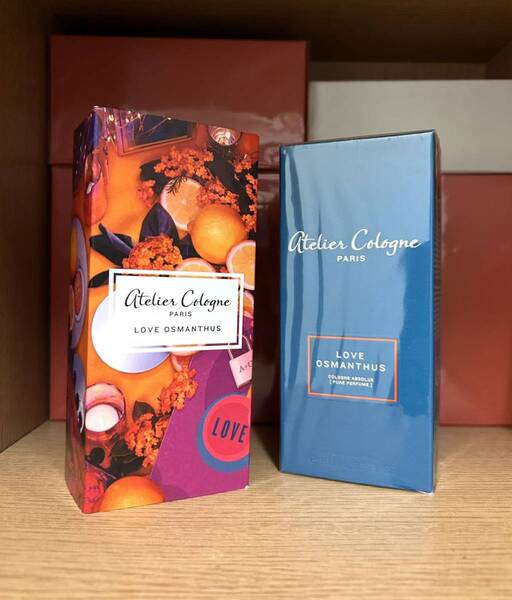 Atelier Cologne
PARIS
LOVE OSMANTHUS
LOVE
Atelier Cologne
PARIS
LOVE
OSMANTHUS
COLOGNE ABSOLUE
[ PURE PERFUME ]